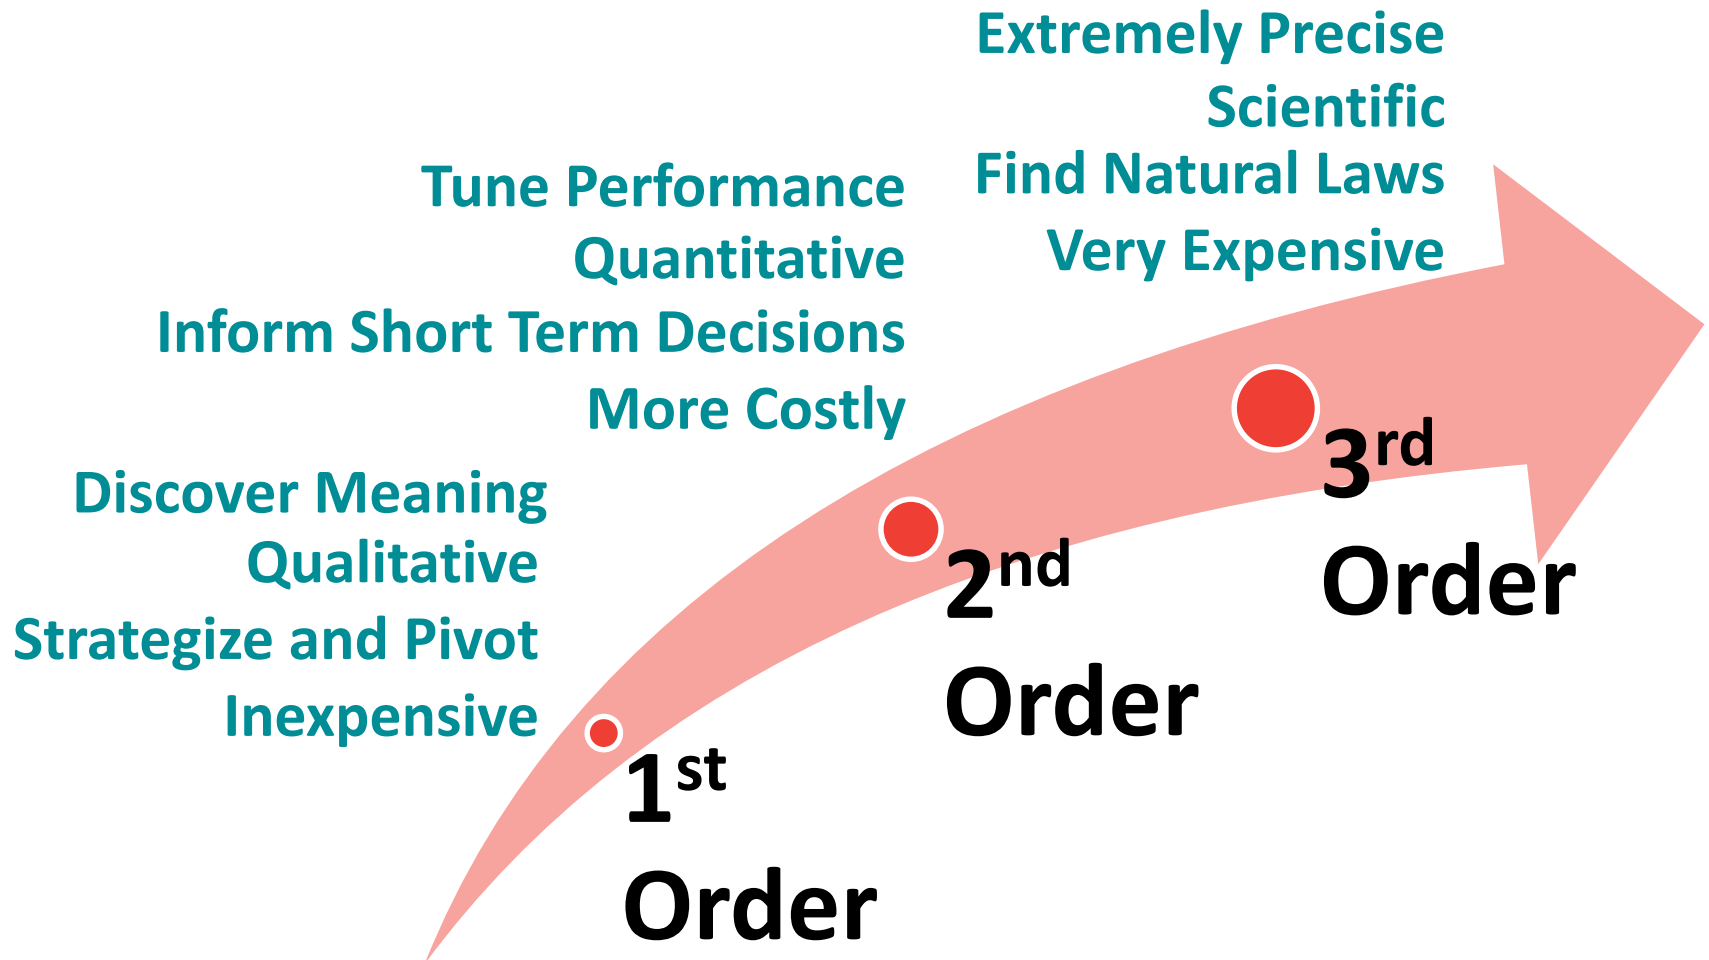 Extremely Precise
Scientific
Find Natural Laws
Very Expensive
Tune Performance
Quantitative
Inform Short Term Decisions
More Costly
Discover Meaning
Qualitative
Strategize and Pivot
Inexpensive
1st
Order
2nd
Order
3rd
Order